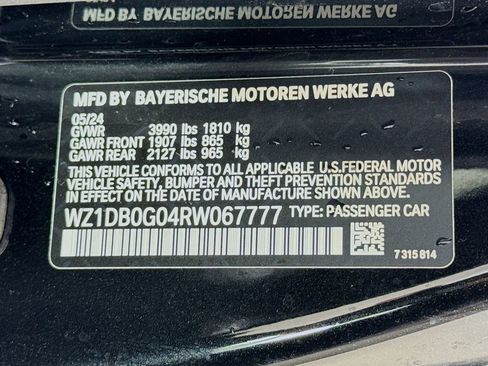 MFD BY BAYERISCHE MOTOREN WERKE AG
MFD BY BAYERISCHE MOTOREN WERKE AG
05/24
GVWR 3990 lbs 1810 kg
GAWR FRONT 1907 lbs 865 kg
GAWR REAR 2127 lbs 965 kg
THIS VEHICLE CONFORMS TO ALL APPLICABLE U.S.FEDERAL MOTOR
VEHICLE SAFETY, BUMPER AND THEFT PREVENTION STANDARDS
IN EFFECT ON THE DATE OF MANUFACTURE SHOWN ABOVE.
WZ1DB0G04RW067777 TYPE: PASSENGER CAR
7315814